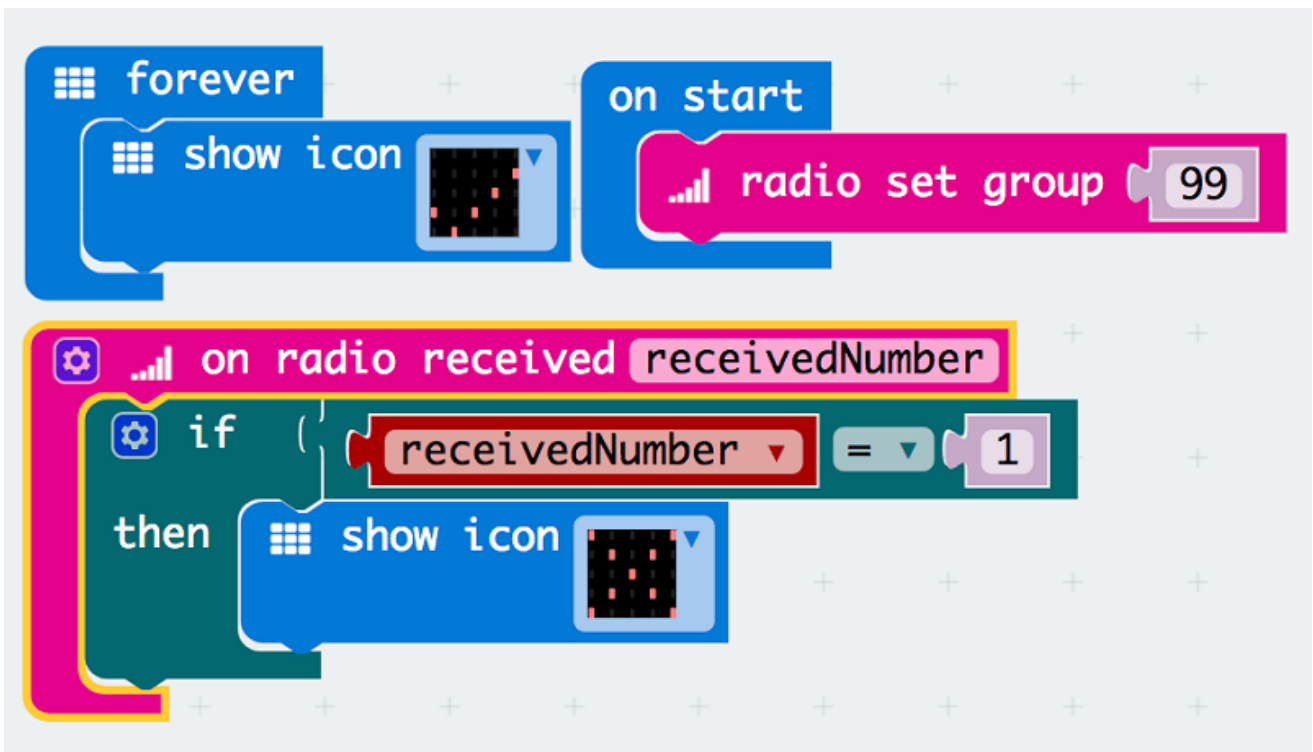 forever
show icon
on start
radio set group 99
on radio received receivedNumber
if receivedNumber = 1
then show icon